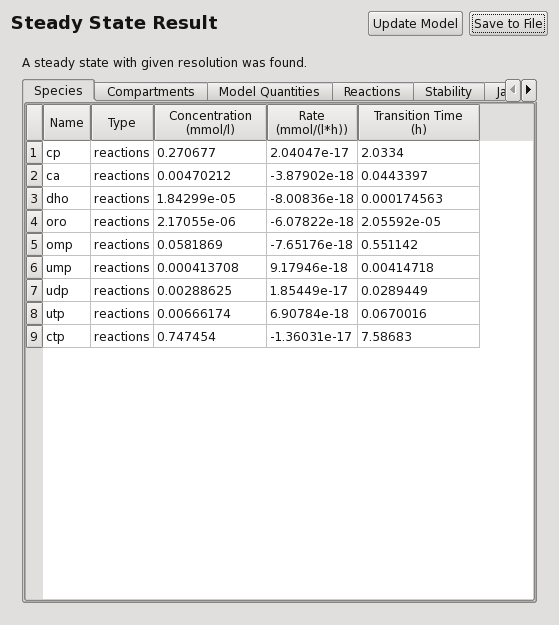 Steady State Result
Update Model
Save to File
A steady state with given resolution was found.
Species Compartments Model Quantities Reactions Stability
Name Type Concentration (mmol/l) Rate (mmol/(l*h)) Transition Time (h)
1 cp reactions 0.270677 2.04047e-17 2.0334
2 ca reactions 0.00470212 -3.87902e-18 0.0443397
3 dho reactions 1.84299e-05 -8.00836e-18 0.000174563
4 oro reactions 2.17055e-06 -6.07822e-18 2.05592e-05
5 omp reactions 0.0581869 -7.65176e-18 0.551142
6 ump reactions 0.000413708 9.17946e-18 0.00414718
7 udp reactions 0.00288625 1.85449e-17 0.0289449
8 utp reactions 0.00666174 6.90784e-18 0.0670016
9 ctp reactions 0.747454 -1.36031e-17 7.58683